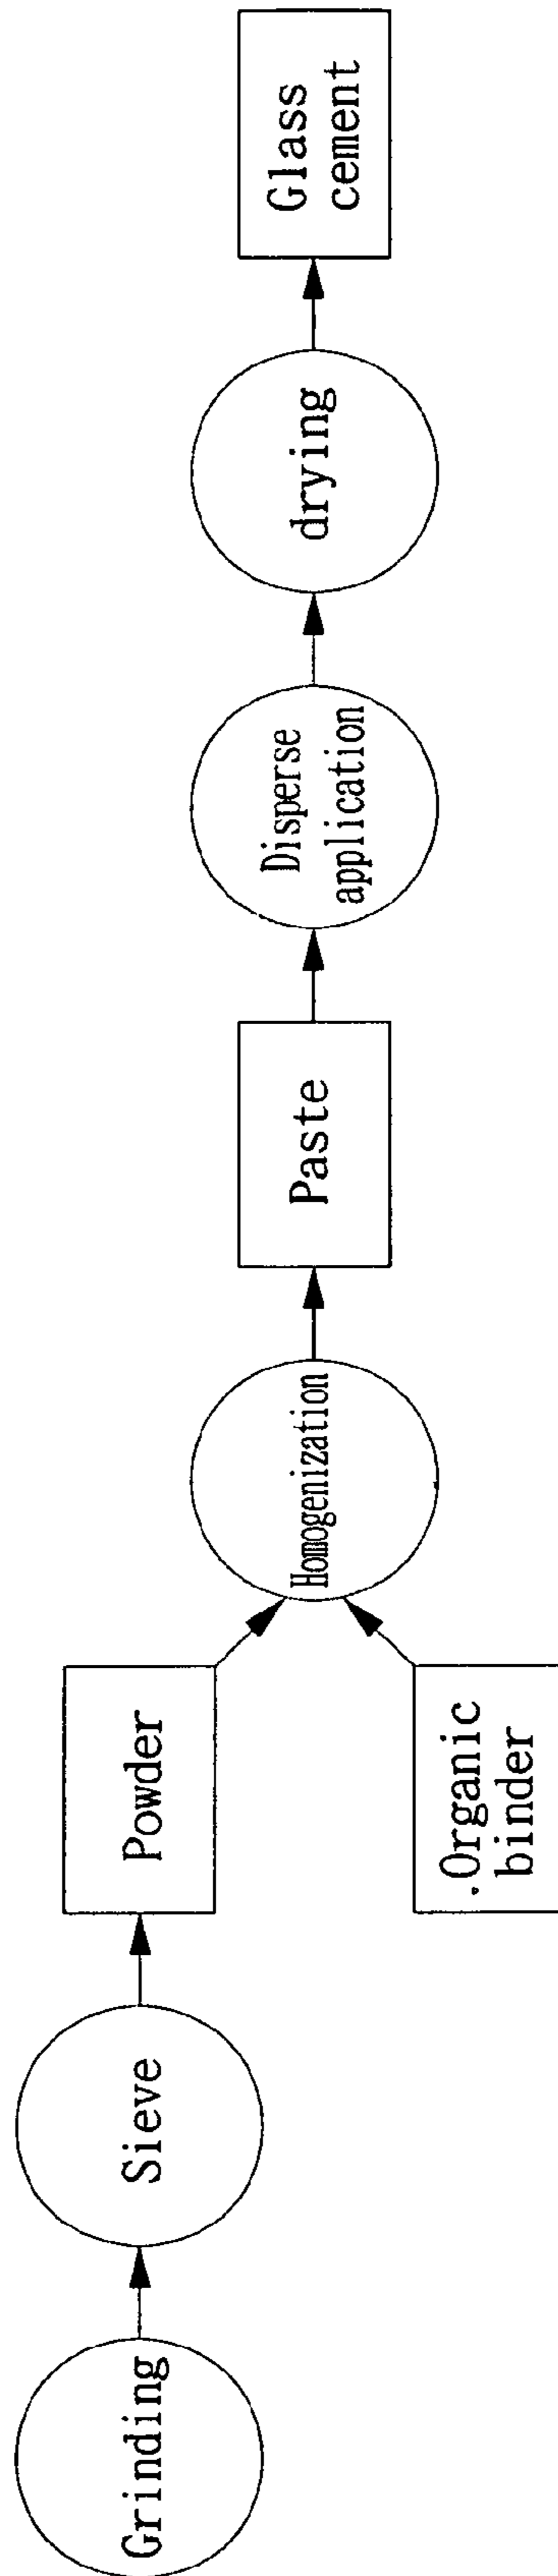 Grinding
Sieve
Powder
.Organic
binder
Homogenization
Paste
Disperse
application
drying
Glass
cement